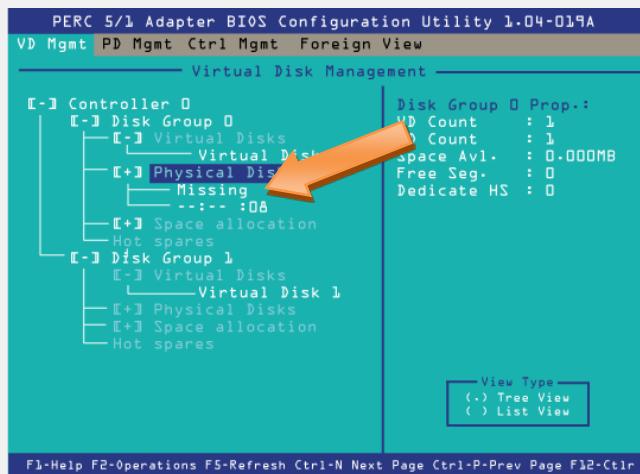 PERC 5/1 Adapter BIOS Configuration Utility 1.04-019A
VD Mgmt PD Mgmt Ctrl Mgmt Foreign View
Virtual Disk Management
[-] Controller 0
[-] Disk Group 0
[-] Virtual Disks
Virtual Disk
[+] Physical Dis
Missing
--:-- :08
[+] Space allocation
Hot spares
[-] Disk Group 1
[-] Virtual Disks
Virtual Disk 1
[+] Physical Disks
[+] Space allocation
Hot spares
Disk Group 0 Prop.:
VD Count : 1
Count : 1
Space Avl. : 0.000MB
Free Seg. : 0
Dedicate HS : 0
View Type
(.) Tree View
( ) List View
F1-Help F2-Operations F5-Refresh Ctrl-N Next Page Ctrl-P-Prev Page F12-Ctlr